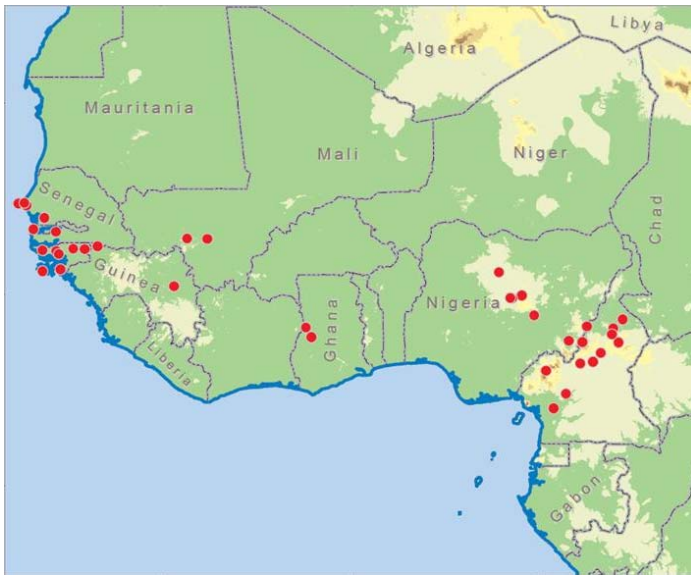 Libya
Algeria
Mauritania
Mali
Niger
Chad
Senegal
Guinea
Nigeria
Ghana
Liberia
Gabon